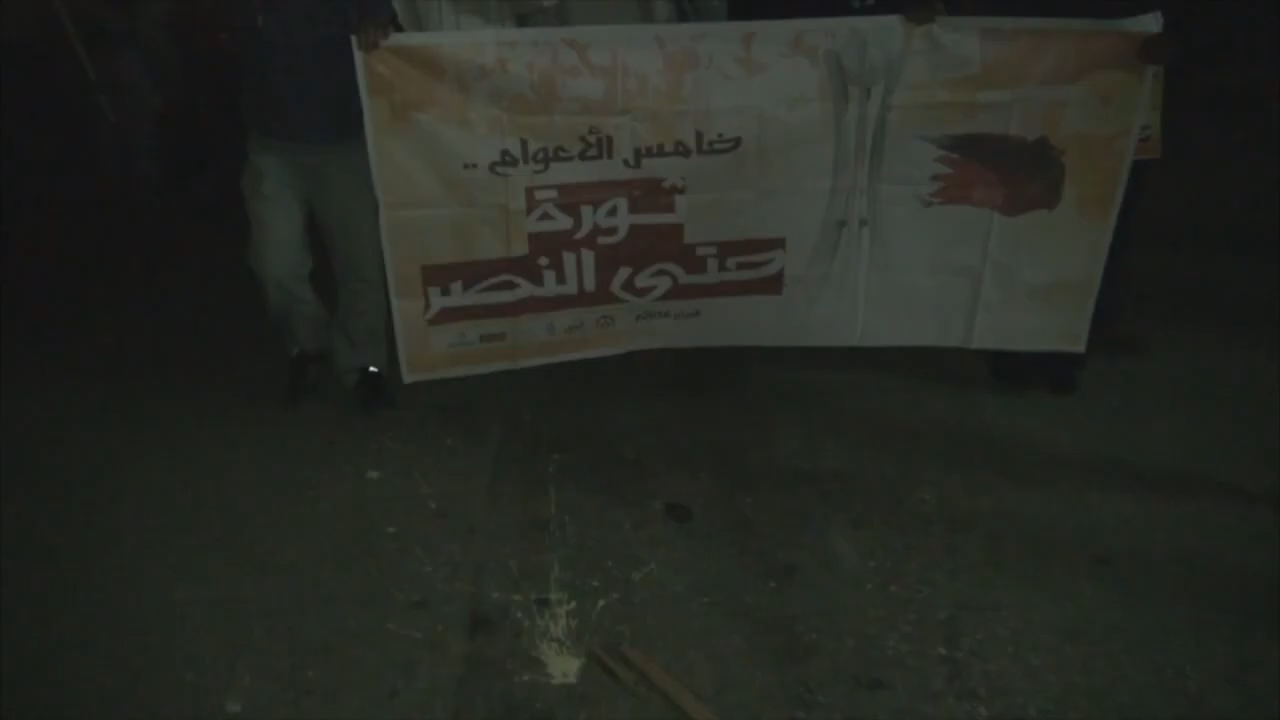 خامس الأعوام ..
ثورة
حتى النصر